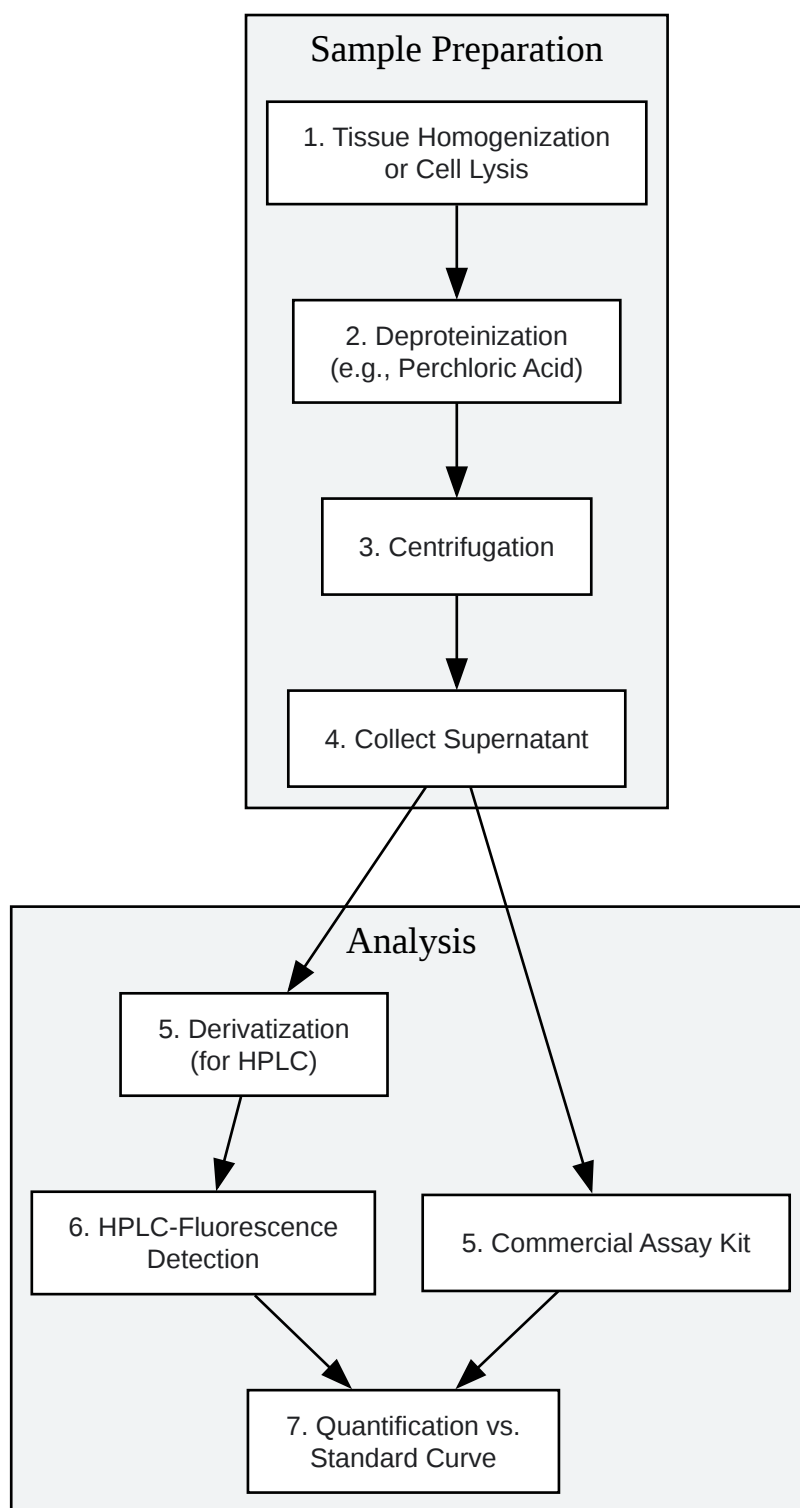 Sample Preparation
1. Tissue Homogenization
or Cell Lysis
2. Deproteinization
(e.g., Perchloric Acid)
3. Centrifugation
4. Collect Supernatant
Analysis
5. Derivatization
(for HPLC)
6. HPLC-Fluorescence
Detection
5. Commercial Assay Kit
7. Quantification vs.
Standard Curve